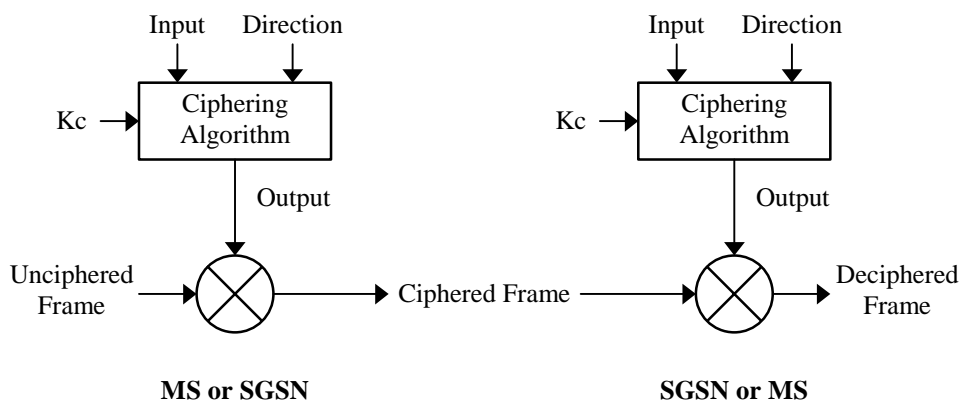 Input Direction
Kc
Ciphering
Algorithm
Output
Unciphered
Frame
MS or SGSN
Ciphered Frame
Input Direction
Kc
Ciphering
Algorithm
Output
Deciphered
Frame
SGSN or MS